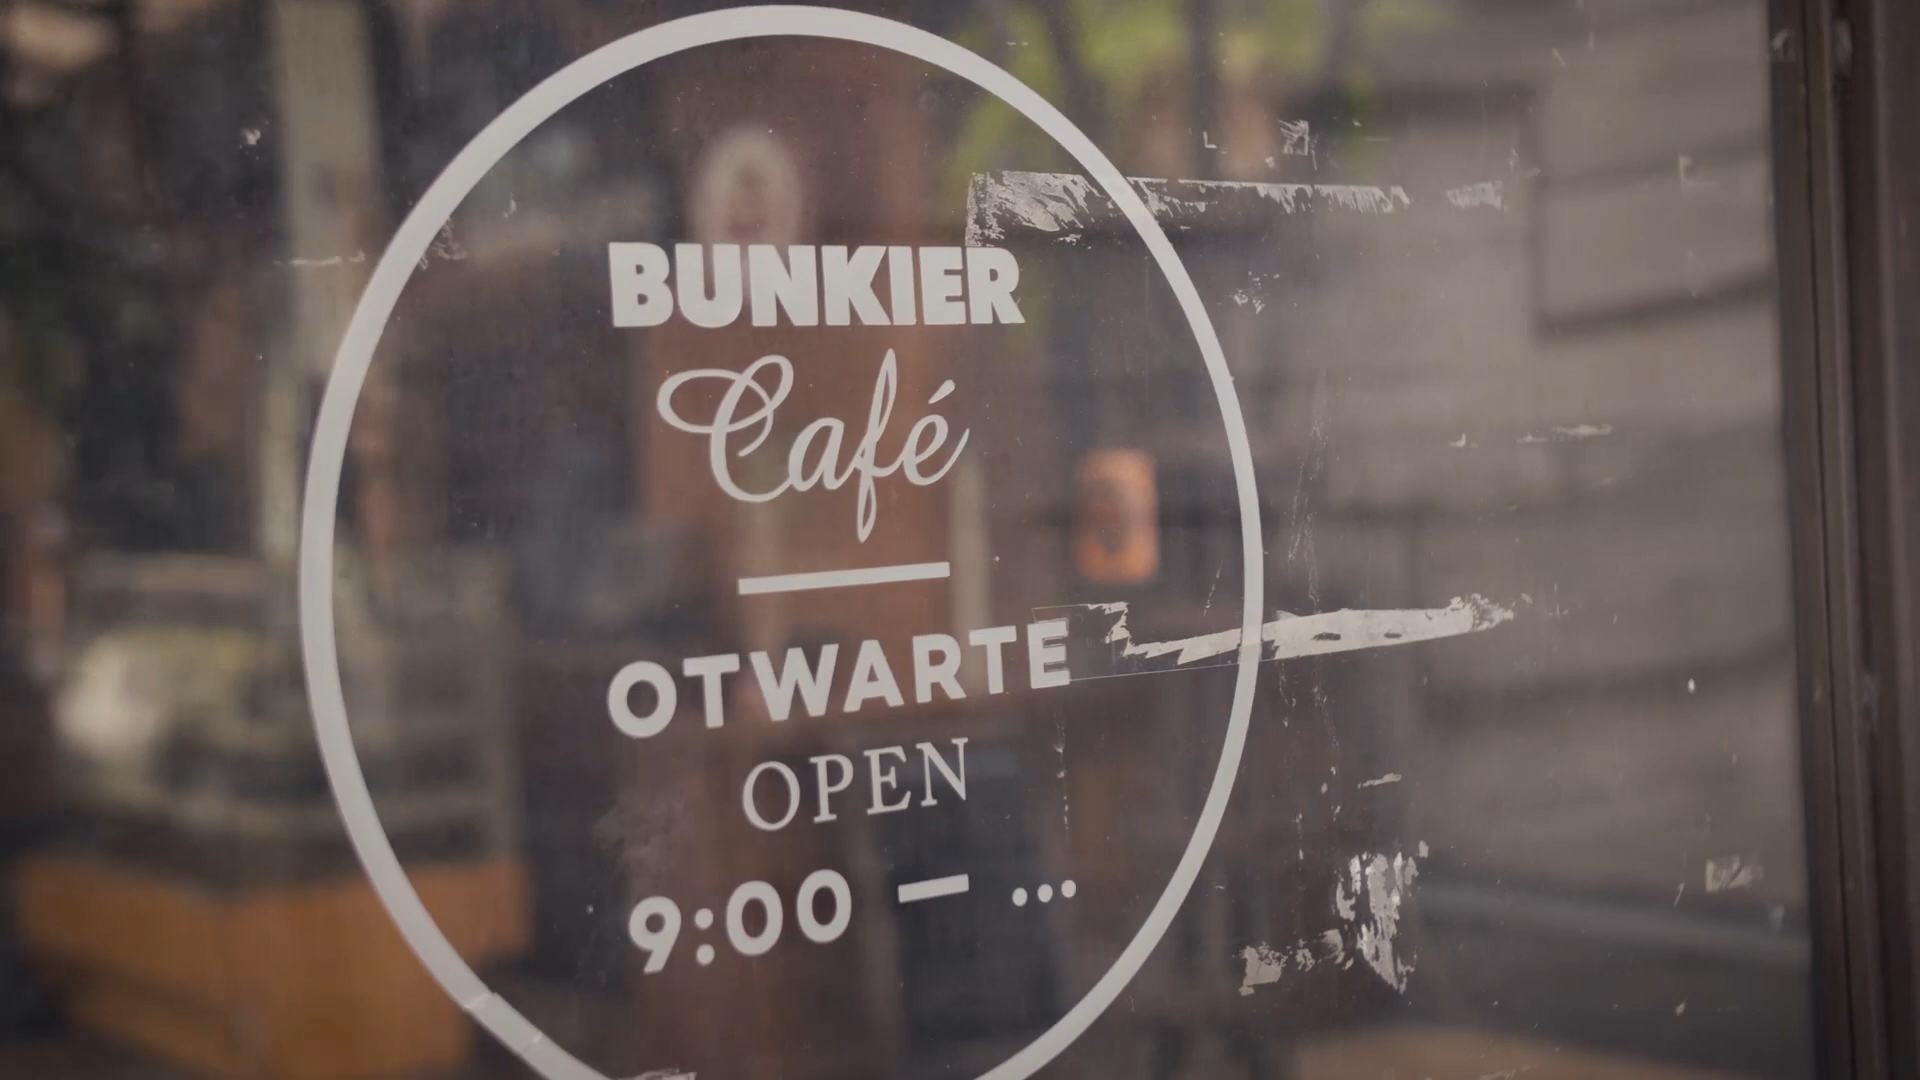 BUNKIER
Café
OTWARTE
OPEN
9:00 — ...